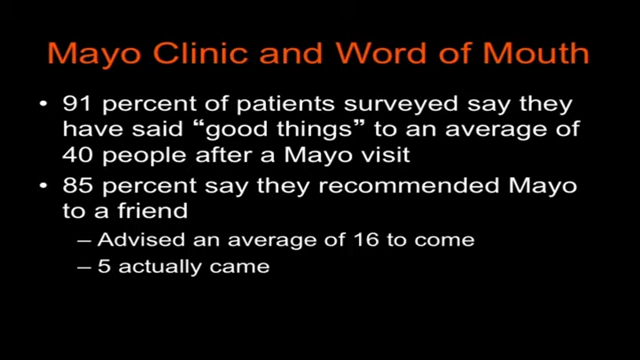 Mayo Clinic and Word of Mouth
• 91 percent of patients surveyed say they
have said “good things” to an average of
40 people after a Mayo visit
• 85 percent say they recommended Mayo
to a friend
– Advised an average of 16 to come
– 5 actually came